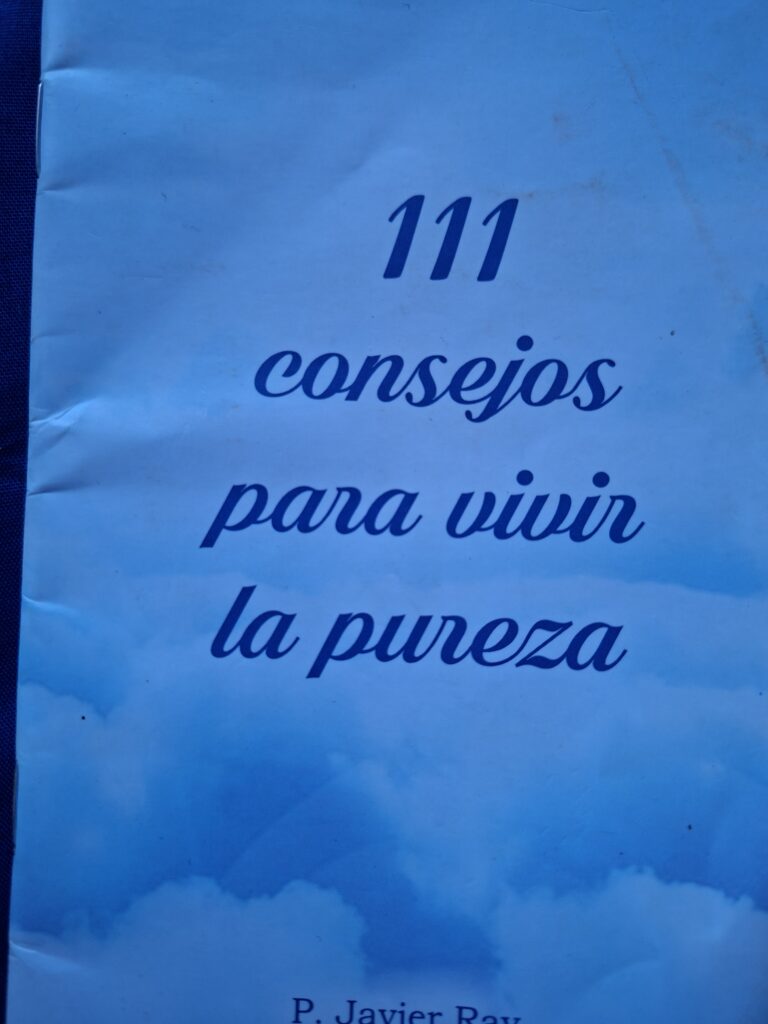 111
consejos
para vivir
la pureza
P. Javier